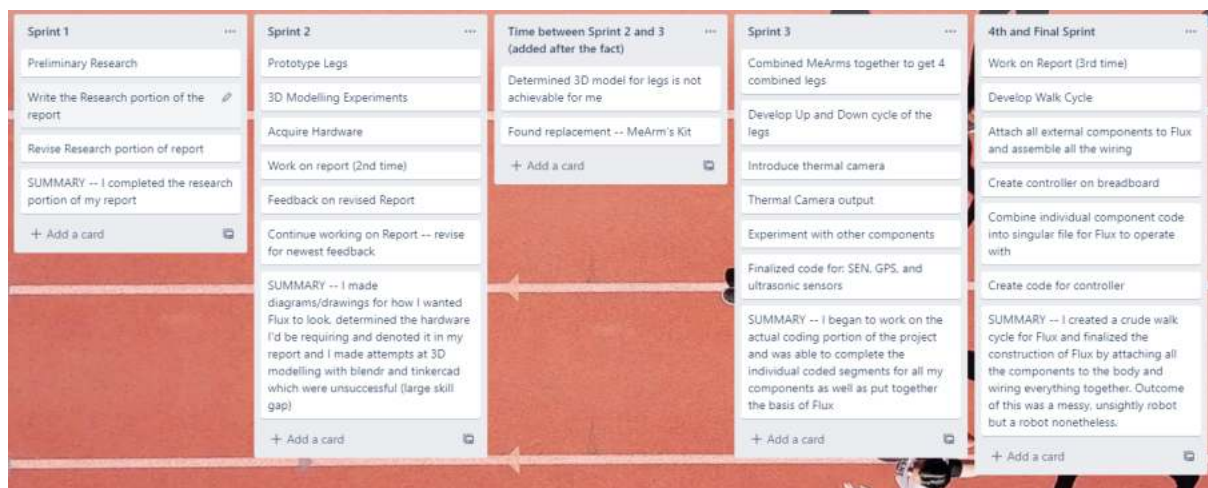 Sprint 1
Preliminary Research
Write the Research portion of the
report
Revise Research portion of report
SUMMARY -- I completed the research
portion of my report
+ Add a card
Sprint 2
Prototype Legs
3D Modelling Experiments
Acquire Hardware
Work on report (2nd time)
Feedback on revised Report
Continue working on Report -- revise
for newest feedback
SUMMARY -- I made
diagrams/drawings for how I wanted
Flux to look, determined the hardware
I'd be requiring and denoted it in my
report and I made attempts at 3D
modelling with blendr and tinkercad
which were unsuccessful (large skill
gap)
+ Add a card
Time between Sprint 2 and 3
(added after the fact)
Determined 3D model for legs is not
achievable for me
Found replacement -- MeArm's Kit
+ Add a card
Sprint 3
Combined MeArms together to get 4
combined legs
Develop Up and Down cycle of the
legs
Introduce thermal camera
Thermal Camera output
Experiment with other components
Finalized code for: SEN, GPS, and
ultrasonic sensors
SUMMARY -- I began to work on the
actual coding portion of the project
and was able to complete the
individual coded segments for all my
components as well as put together
the basis of Flux
+ Add a card
4th and Final Sprint
Work on Report (3rd time)
Develop Walk Cycle
Attach all external components to Flux
and assemble all the wiring
Create controller on breadboard
Combine individual component code
into singular file for Flux to operate
with
Create code for controller
SUMMARY -- I created a crude walk
cycle for Flux and finalized the
construction of Flux by attaching all
the components to the body and
wiring everything together. Outcome
of this was a messy, unsightly robot
but a robot nonetheless.
+ Add a card